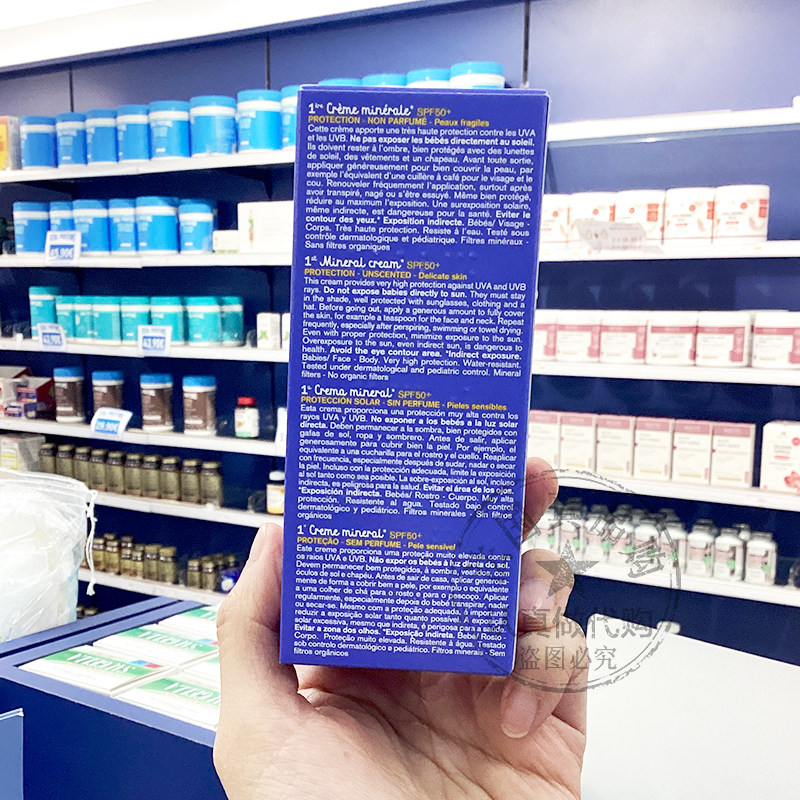 1ère Crème minérale* SPF50+
PROTECTION - NON PARFUMÉ - Peaux fragiles
Cette crème apporte une très haute protection contre les UVA
et les UVB. Ne pas exposer les bébés directement au soleil.
Ils doivent rester à l'ombre, bien protégés avec des lunettes
de soleil, des vêtements et un chapeau. Avant toute sortie,
appliquer généreusement pour bien couvrir la peau, par
exemple l'équivalent d'une cuillère à café pour le visage et le
cou. Renouveler fréquemment l'application, surtout après
avoir transpiré, nagé ou s'être essuyé. Même bien protégé,
réduire au maximum l'exposition. Une surexposition solaire,
même indirecte, est dangereuse pour la santé. Eviter le
contour des yeux. *Exposition indirecte. Bébés/ Visage -
Corps. Très haute protection. Resiste à l'eau. Testé sous
contrôle dermatologique et pédiatrique. Filtres minéraux -
Sans filtres organiques
1st Mineral cream* SPF50+
PROTECTION - UNSCENTED - Delicate skin
This cream provides very high protection against UVA and UVB
rays. Do not expose babies directly to sun. They must stay
in the shade, well protected with sunglasses, clothing and a
hat. Before going out, apply a generous amount to fully cover
the skin, for example a teaspoon for the face and neck. Repeat
frequently, especially after perspiring, swimming or towel drying.
Even with proper protection, minimize exposure to the sun.
Overexposure to the sun, even indirect sun, is dangerous to
health. Avoid the eye contour area. *Indirect exposure.
Babies/ Face - Body. Very high protection. Water-resistant.
Tested under dermatological and pediatric control. Mineral
filters - No organic filters
1a Crema mineral* SPF50+
PROTECCIÓN SOLAR - SIN PERFUME - Pieles sensibles
Esta crema proporciona una protección muy alta contra los
rayos UVA y UVB. No exponer a los bebés a la luz solar
directa. Deben permanecer a la sombra, bien protegidos con
gafas de sol, ropa y sombrero. Antes de salir, aplicar
generosamente para cubrir bien la piel. Por ejemplo, el
equivalente a una cucharilla para el rostro y el cuello. Reaplicar
con frecuencia, especialmente después de sudar, nadar o secar
la piel. Incluso con la protección adecuada, limite la exposición
al sol tanto como sea posible. La sobre-exposición al sol, incluso
indirecta, es peligrosa para la salud. Evitar el área de los ojos.
*Exposición indirecta. Bebés/ Rostro - Cuerpo. Muy alta
protección. Resistente al agua. Testado bajo control
dermatológico y pediátrico. Filtros minerales - Sin filtros
orgánicos
1° Creme mineral* SPF50+
PROTEÇÃO - SEM PERFUME - Pele sensível
Este creme proporciona uma proteção muito elevada contra
os raios UVA e UVB. Não expor os bebés à luz direta do sol.
Devem permanecer bem protegidos, à sombra, vestidos, com
óculos de sol e chapéu. Antes de sair de casa, aplicar generosa-
mente de forma a cobrir bem a pele, por exemplo o equivalente
a uma colher de chá para o rosto e para o pescoço. Aplicar
regularmente, especialmente depois do bebé transpirar, nadar
ou secar-se. Mesmo com a proteção adequada, é importante
reduzir a exposição solar tanto quanto possível. A exposição
solar excessiva, mesmo que indireta, é perigosa para a saúde.
Evitar a zona dos olhos. *Exposição indireta. Bebé/ Rosto -
Corpo. Proteção muito elevada. Resistente à água. Testado
sob controlo dermatológico e pediátrico. Filtros minerais - Sem
filtros orgânicos
真做代购
盗图必究